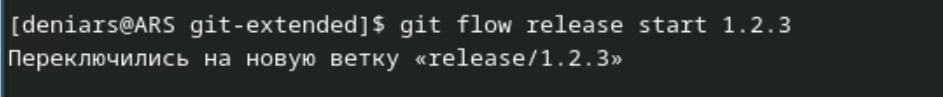 [deniars@ARS git-extended]$ git flow release start 1.2.3
Переключились на новую ветку «release/1.2.3»